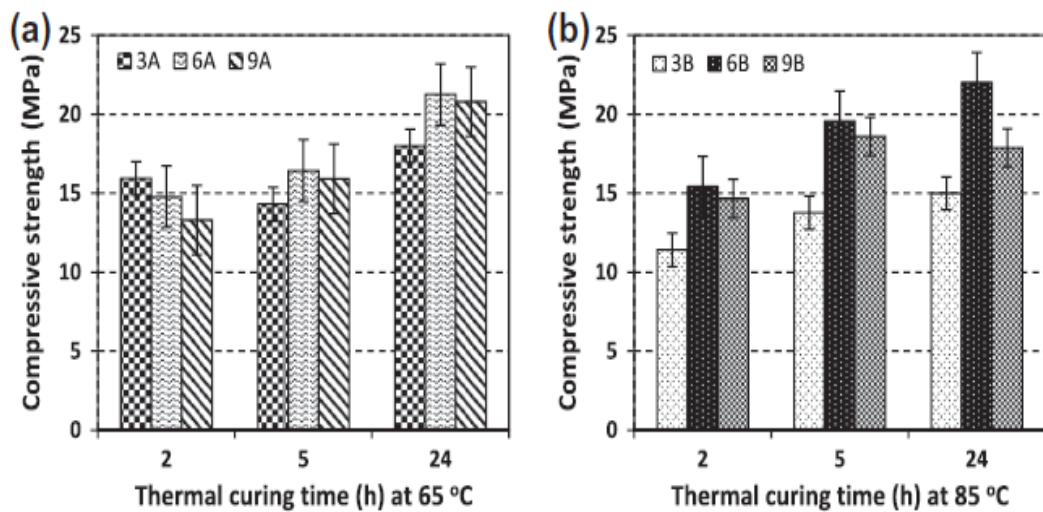 (a)
25
20
15
10
5
0
Compressive strength (MPa)
3A 6A 9A
2 5 24
Thermal curing time (h) at 65 ºC
(b)
25
20
15
10
5
0
Compressive strength (MPa)
3B 6B 9B
2 5 24
Thermal curing time (h) at 85 ºC